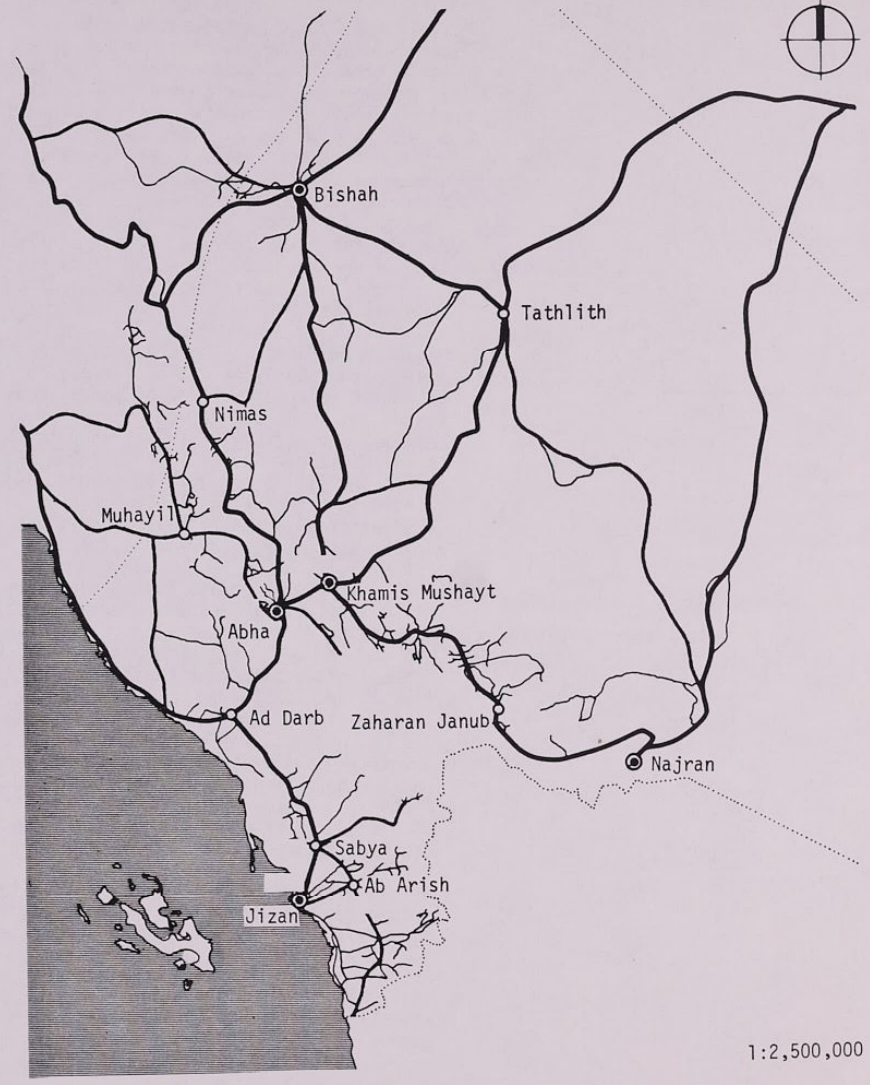 Bishah
Tathlith
Nimas
Muhayil
Khamis Mushayt
Abha
Ad Darb
Zaharan Janub
Najran
Sabya
Ab Arish
Jizan
1:2,500,000